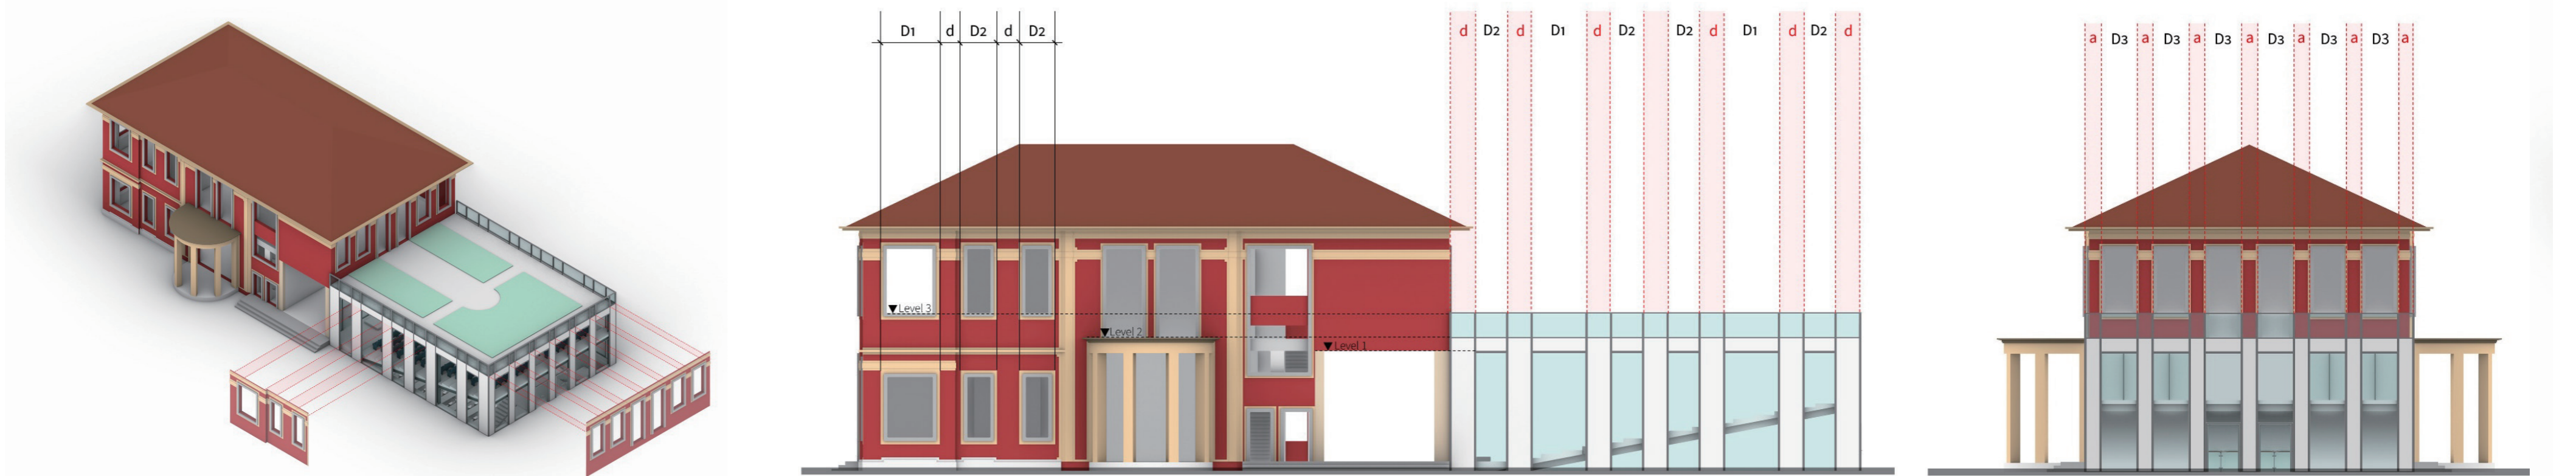 D1 d D2 d D2
d D2 d D1 d D2 D2 d D1 d D2 d
a D3 a D3 a D3 a D3 a D3 a D3 a
Level 3
Level 2
Level 1